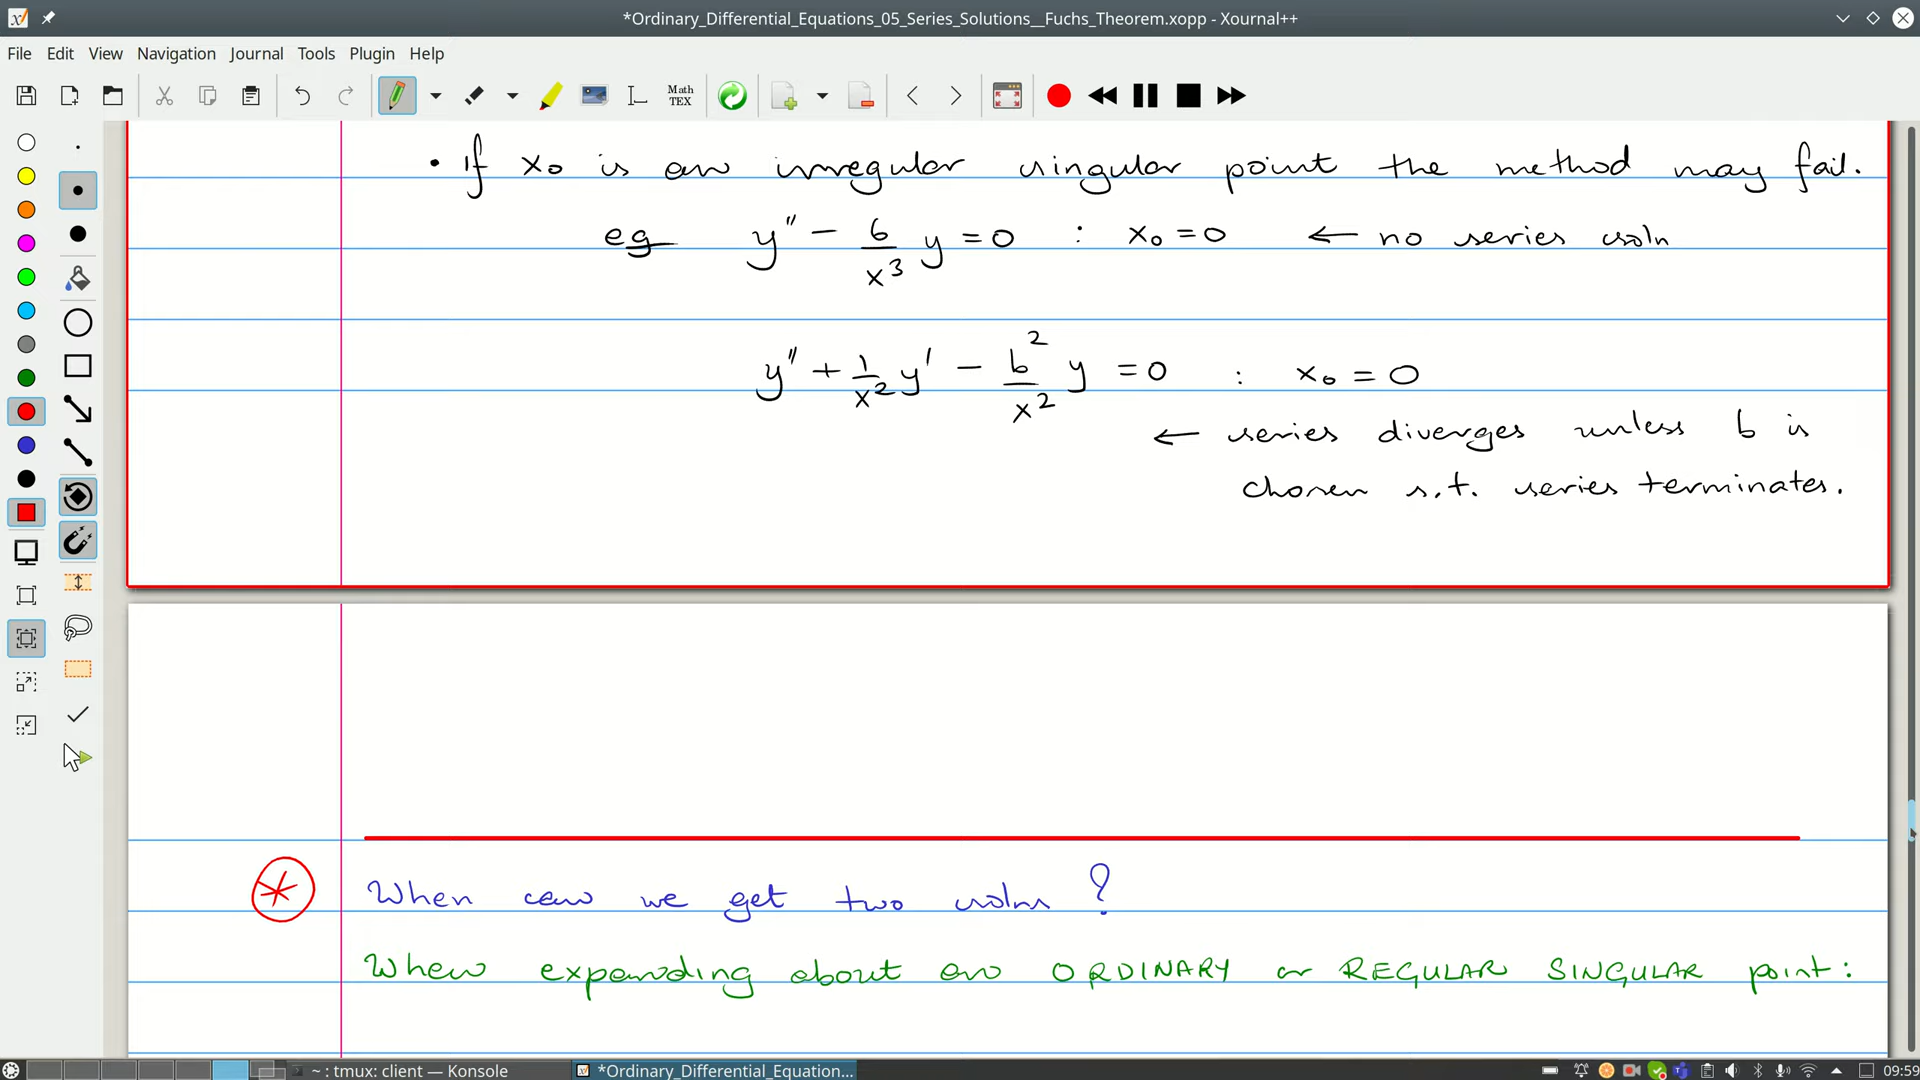 *Ordinary_Differential_Equations_05_Series_Solutions__Fuchs_Theorem.xopp - Xournal++
File Edit View Navigation Journal Tools Plugin Help
Math TEX
• If x₀ is an irregular singular point the method may fail.
eg y'' - 6/x³ y = 0 : x₀ = 0 ← no series soln
y'' + 1/x² y' - b²/x² y = 0 : x₀ = 0
← series diverges unless b is
chosen s.t. series terminates.
* When can we get two solns ?
When expanding about an ORDINARY or REGULAR SINGULAR point:
~ : tmux: client — Konsole
*Ordinary_Differential_Equation...
09:59